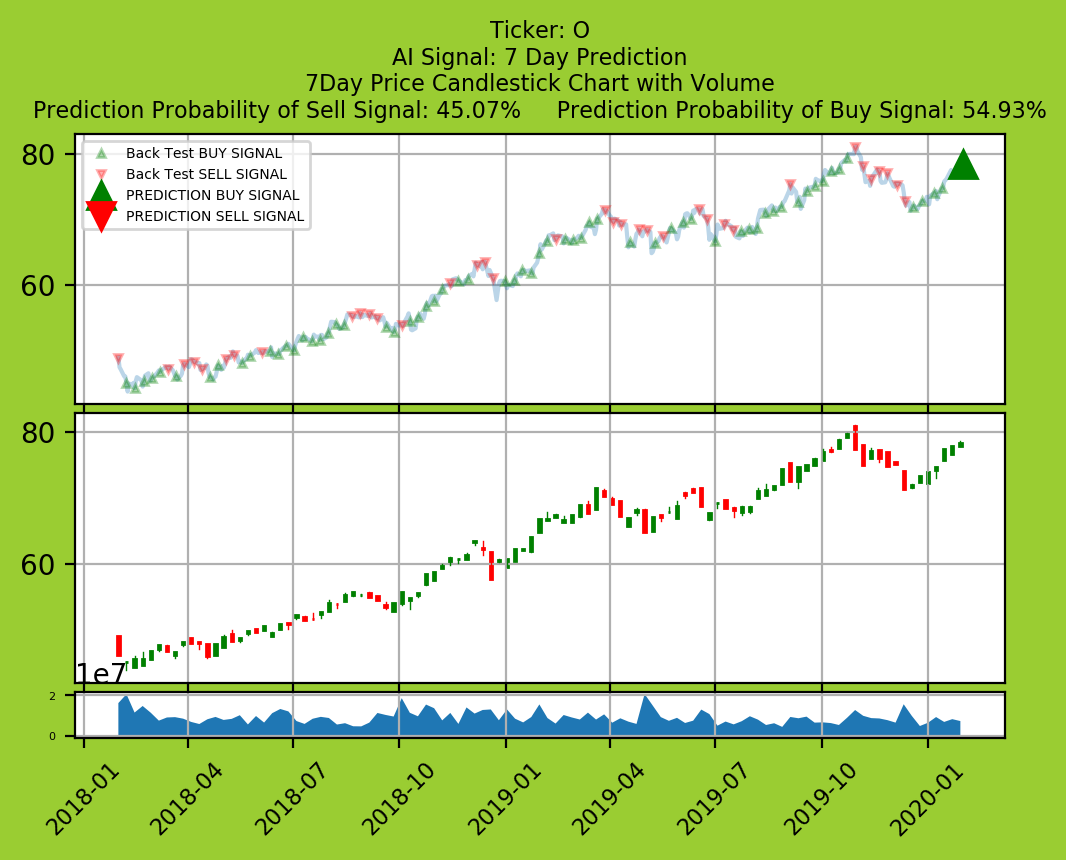 Ticker: O
AI Signal: 7 Day Prediction
7Day Price Candlestick Chart with Volume
Prediction Probability of Sell Signal: 45.07% Prediction Probability of Buy Signal: 54.93%
Back Test BUY SIGNAL
Back Test SELL SIGNAL
PREDICTION BUY SIGNAL
PREDICTION SELL SIGNAL
80
60
80
60
1e7
2
0
2018-01 2018-04 2018-07 2018-10 2019-01 2019-04 2019-07 2019-10 2020-01